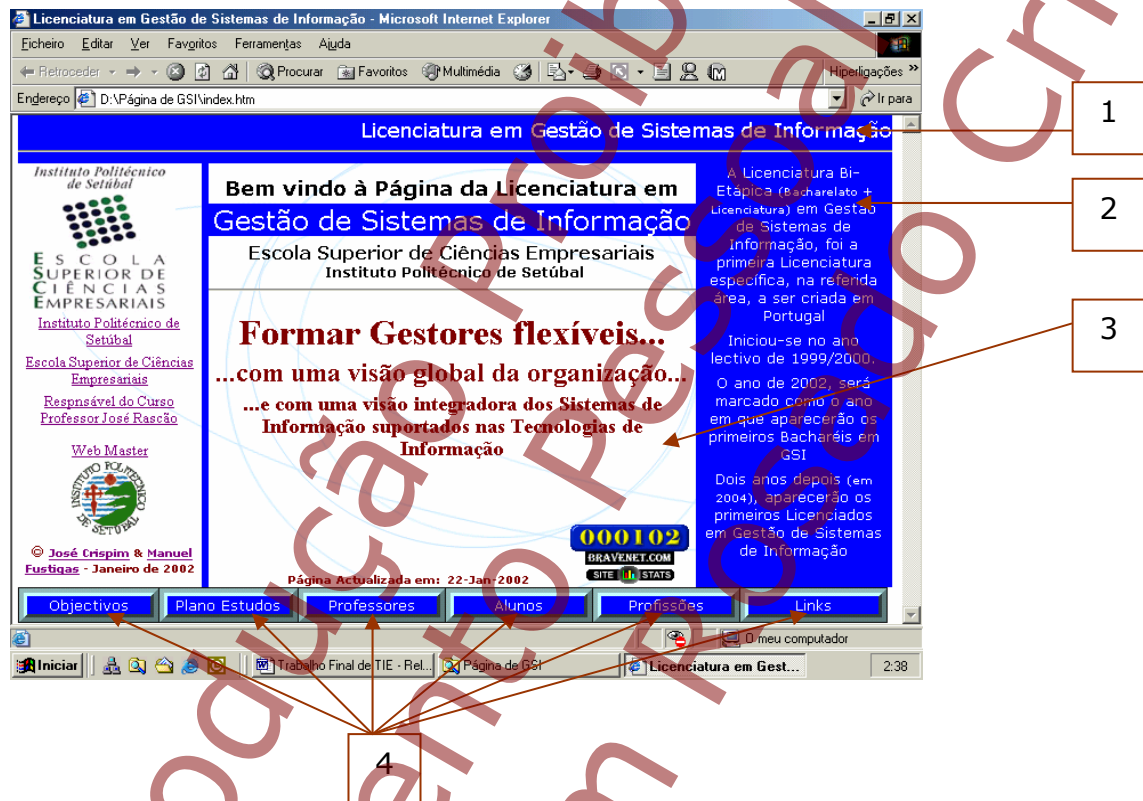 Licenciatura em Gestão de Sistemas de Informação - Microsoft Internet Explorer
Ficheiro Editar Ver Favoritos Ferramentas Ajuda
Retroceder Procurar Favoritos Multimédia Hiperligações »
Endereço D:\Página de GSI\index.htm Ir para
Licenciatura em Gestão de Sistemas de Informação
1
2
3
Instituto Politécnico
de Setúbal
ESCOLA
SUPERIOR DE
CIÊNCIAS
EMPRESARIAIS
Instituto Politécnico de
Setúbal
Escola Superior de Ciências
Empresariais
Respnsável do Curso
Professor José Rascão
Web Master
INSTITUTO POLITÉCNICO
DE SETÚBAL
© José Crispim & Manuel
Fustigas - Janeiro de 2002
Bem vindo à Página da Licenciatura em
Gestão de Sistemas de Informação
Escola Superior de Ciências Empresariais
Instituto Politécnico de Setúbal
Formar Gestores flexíveis...
...com uma visão global da organização...
...e com uma visão integradora dos Sistemas de
Informação suportados nas Tecnologias de
Informação
000102
BRAVENET.COM
SITE STATS
Página Actualizada em: 22-Jan-2002
A Licenciatura Bi-
Etápica (Bacharelato +
Licenciatura) em Gestão
de Sistemas de
Informação, foi a
primeira Licenciatura
específica, na referida
área, a ser criada em
Portugal
Iniciou-se no ano
lectivo de 1999/2000.
O ano de 2002, será
marcado como o ano
em que aparecerão os
primeiros Bacharéis em
GSI
Dois anos depois (em
2004), aparecerão os
primeiros Licenciados
em Gestão de Sistemas
de Informação
Objectivos Plano Estudos Professores Alunos Profissões Links
O meu computador
Iniciar Trabalho Final de TIE - Rel... Página de GSI Licenciatura em Gest... 2:38
4